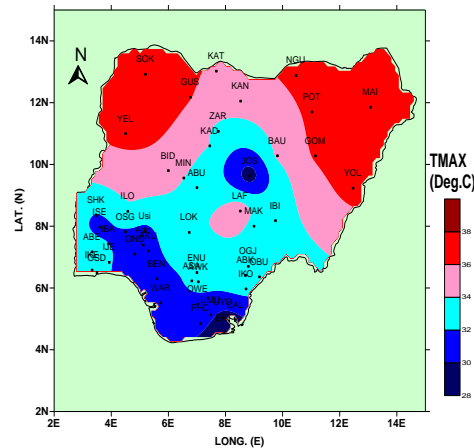 14N
12N
10N
8N
6N
4N
2N
LAT. (N)
N
SOK
KAT
NGU
GUS
KAN
MAI
POT
YEL
ZAR
KAD
BAU
GOM
BID
MIN
ABU
YOL
SHK
ILO
ISE
OSG
Usi
LOK
LAF
MAK
IBI
ABE
IJE
OSD
BEN
ENU
AWK
OGJ
ABK
OBU
IKO
WAR
OWE
2E
4E
6E
8E
10E
12E
14E
LONG. (E)
TMAX
(Deg.C)
38
36
34
32
30
28